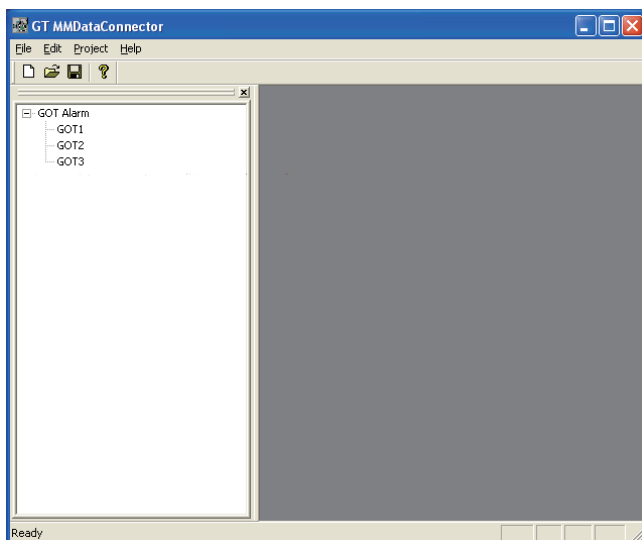 GT MMDataConnector
File Edit Project Help
GOT Alarm
GOT1
GOT2
GOT3
Ready